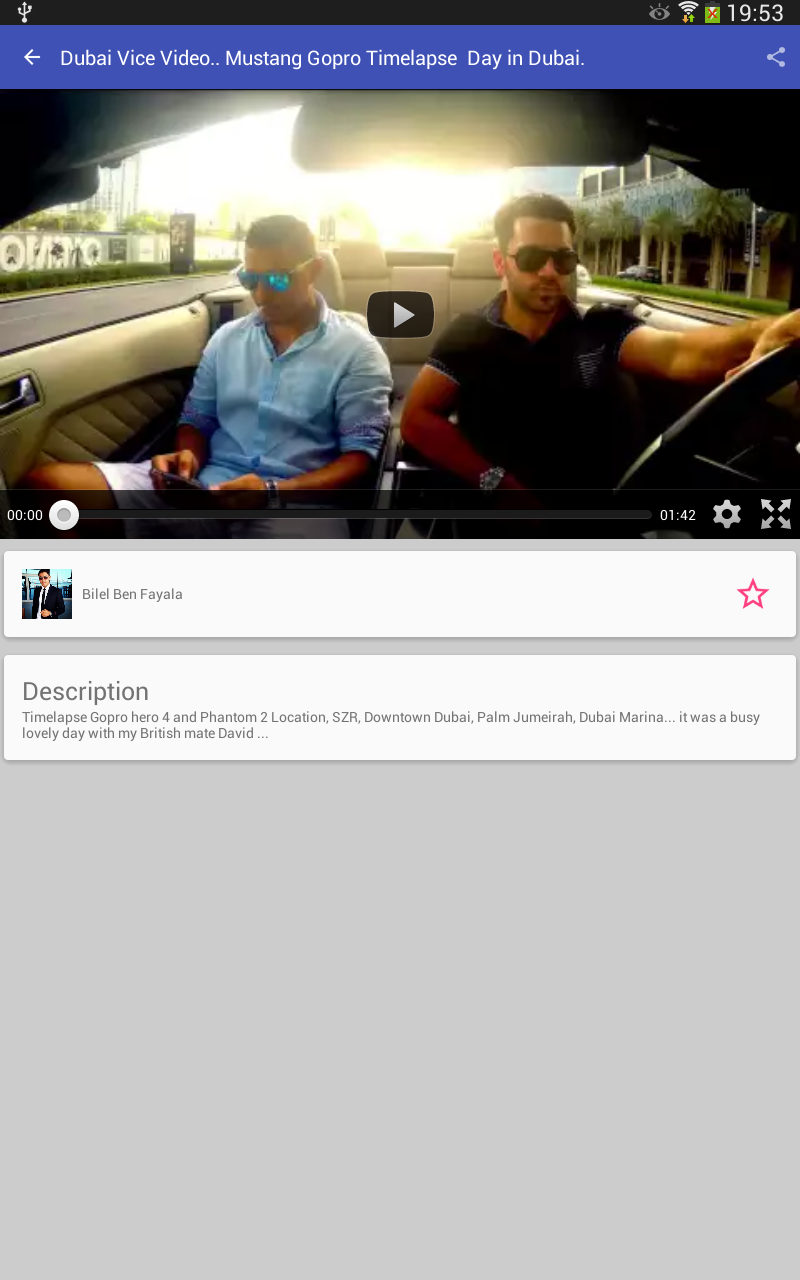 19:53
Dubai Vice Video.. Mustang Gopro Timelapse  Day in Dubai.
00:00
01:42
Bilel Ben Fayala
Description
Timelapse Gopro hero 4 and Phantom 2 Location, SZR, Downtown Dubai, Palm Jumeirah, Dubai Marina... it was a busy
lovely day with my British mate David ...